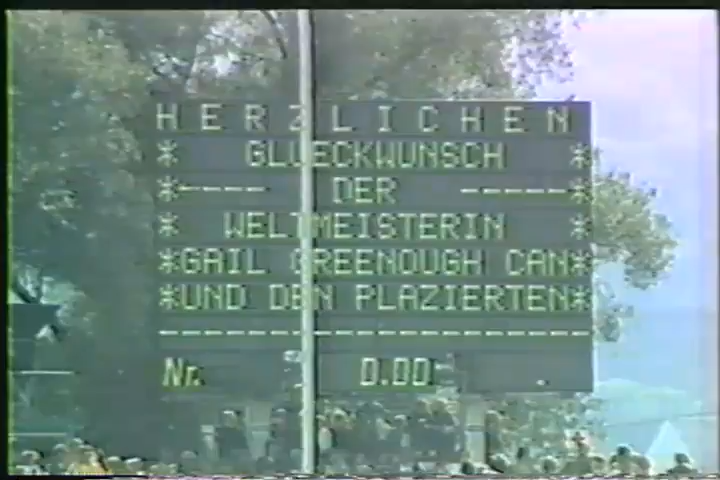 HERZLICHEN
* GLUECKWUNSCH *
*---- DER -----*
* WELTMEISTERIN *
*GAIL GREENOUGH CAN*
*UND DEN PLAZIERTEN*
--------------------
Nr. 0.00